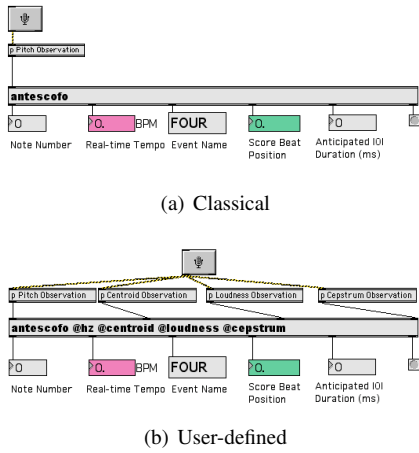 p Pitch Observation
antescofo
0 0. BPM FOUR 0. 0
Note Number Real-time Tempo Event Name Score Beat Position Anticipated IOI Duration (ms)
(a) Classical
p Pitch Observation p Centroid Observation p Loudness Observation p Cepstrum Observation
antescofo @hz @centroid @loudness @cepstrum
0 0. BPM FOUR 0. 0
Note Number Real-time Tempo Event Name Score Beat Position Anticipated IOI Duration (ms)
(b) User-defined